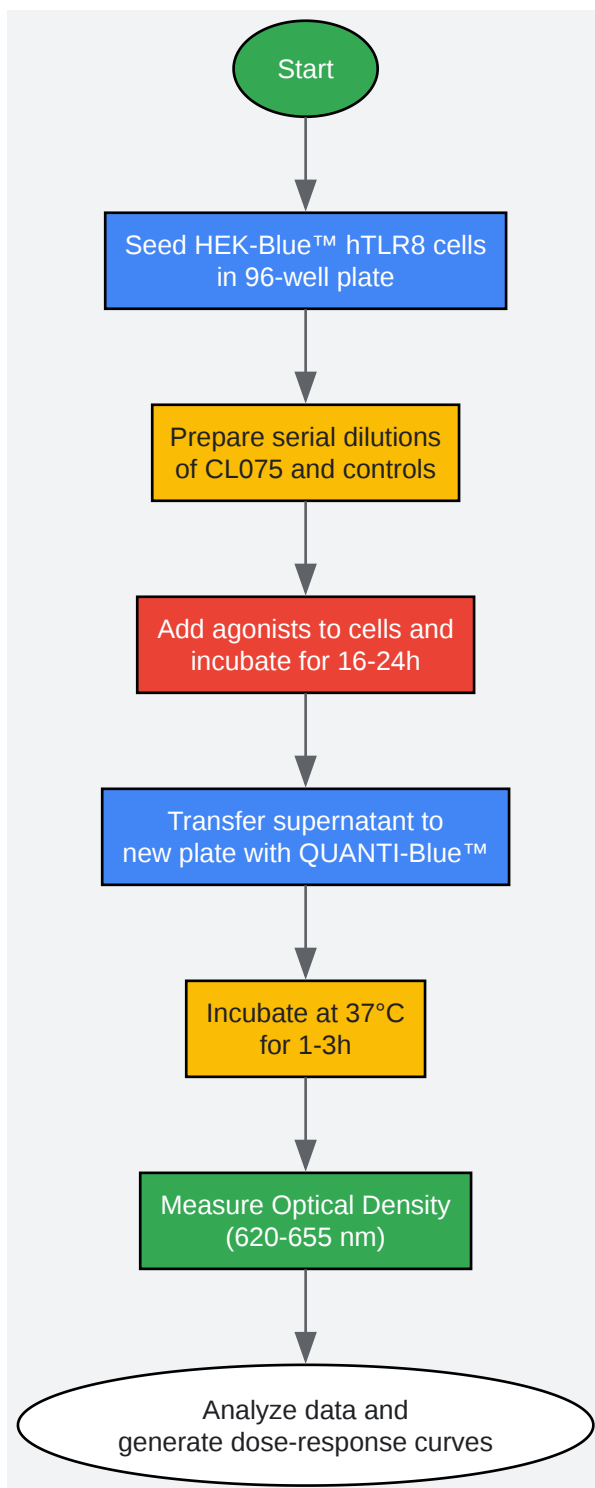 Start
Seed HEK-Blue™ hTLR8 cells
in 96-well plate
Prepare serial dilutions
of CL075 and controls
Add agonists to cells and
incubate for 16-24h
Transfer supernatant to
new plate with QUANTI-Blue™
Incubate at 37°C
for 1-3h
Measure Optical Density
(620-655 nm)
Analyze data and
generate dose-response curves